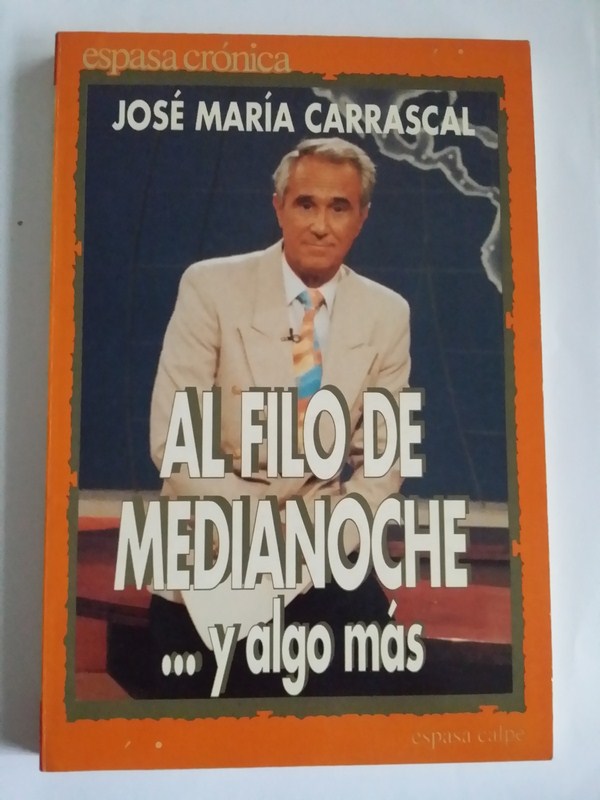 espasa crónica
JOSÉ MARÍA CARRASCAL
AL FILO DE
MEDIANOCHE
... y algo más
espasa calpe